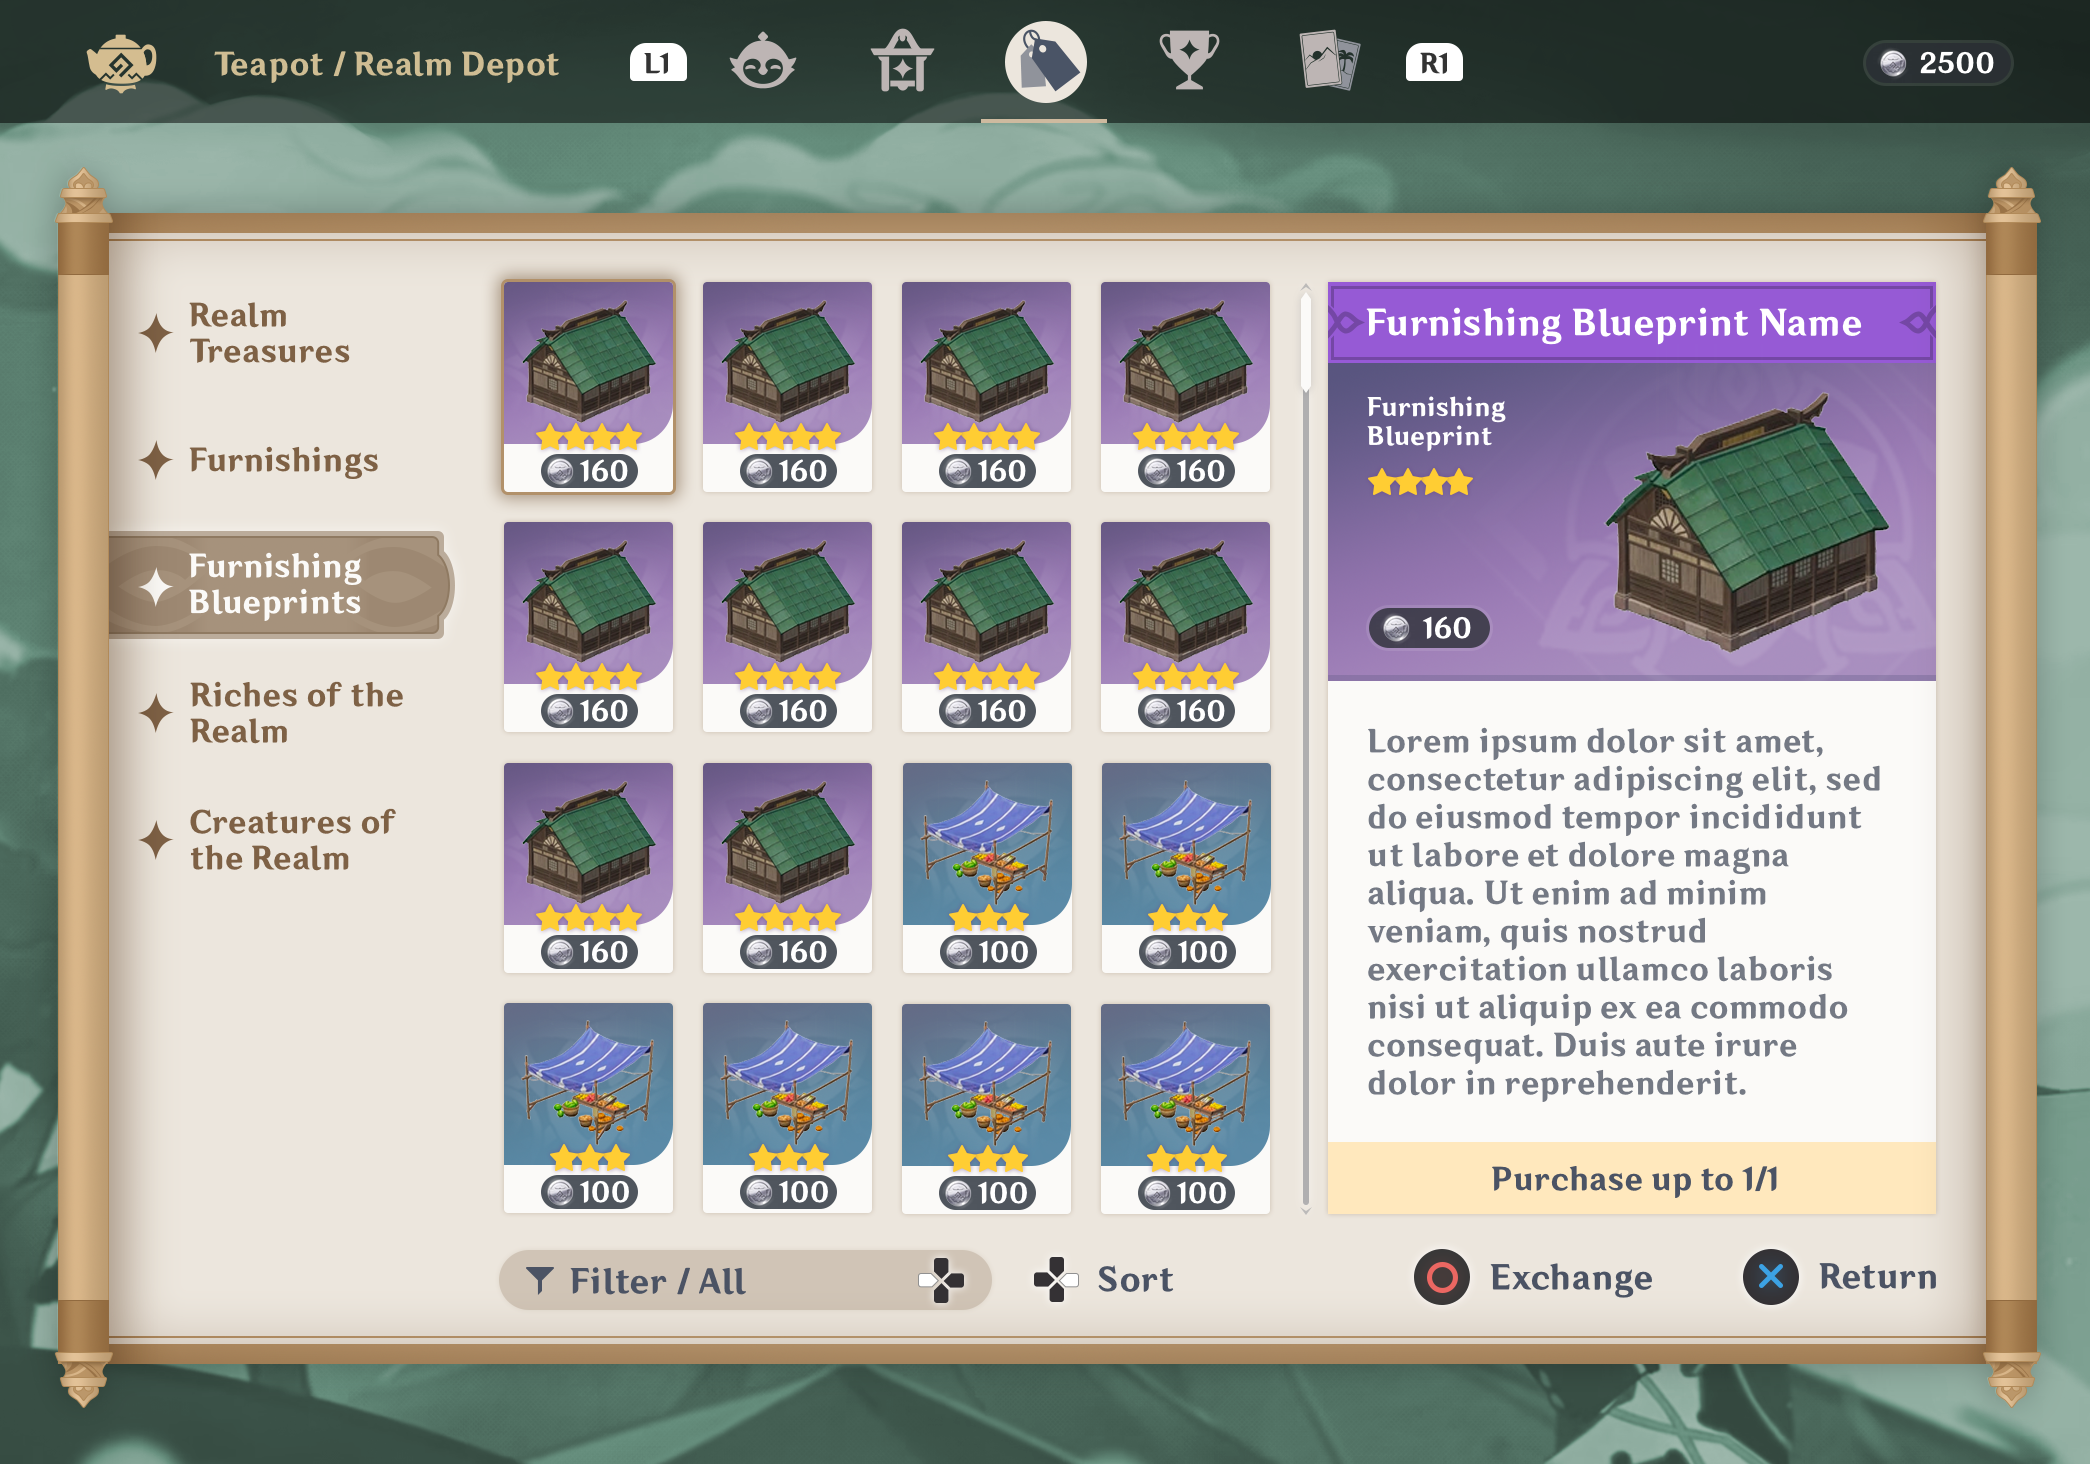 Teapot / Realm Depot
L1
R1
2500
Realm
Treasures
Furnishings
Furnishing
Blueprints
Riches of the
Realm
Creatures of
the Realm
160
160
160
160
160
160
160
160
160
160
100
100
100
100
100
100
Furnishing Blueprint Name
Furnishing
Blueprint
160
Lorem ipsum dolor sit amet,
consectetur adipiscing elit, sed
do eiusmod tempor incididunt
ut labore et dolore magna
aliqua. Ut enim ad minim
veniam, quis nostrud
exercitation ullamco laboris
nisi ut aliquip ex ea commodo
consequat. Duis aute irure
dolor in reprehenderit.
Purchase up to 1/1
Filter / All
Sort
Exchange
Return